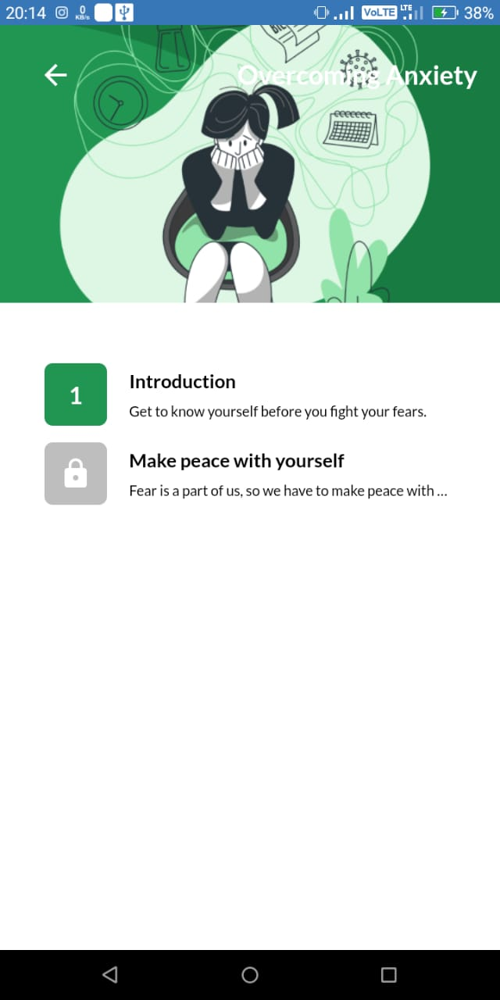 20:14 0 KB/s VoLTE LTE 38%
Overcoming Anxiety
1
Introduction
Get to know yourself before you fight your fears.
Make peace with yourself
Fear is a part of us, so we have to make peace with ...